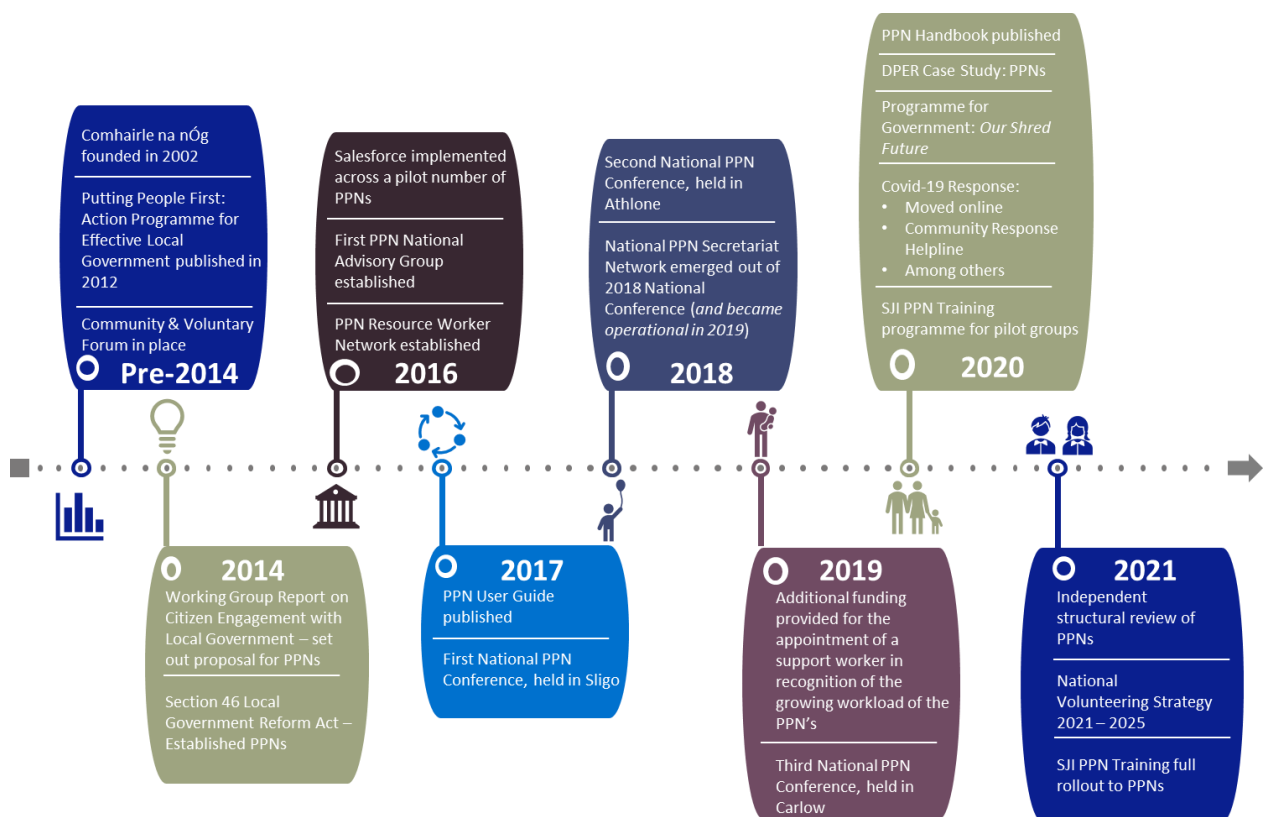 Comhairle na nÓg
founded in 2002
Putting People First:
Action Programme for
Effective Local
Government published in
2012
Community & Voluntary
Forum in place
Pre-2014
2014
Working Group Report on
Citizen Engagement with
Local Government – set
out proposal for PPNs
Section 46 Local
Government Reform Act –
Established PPNs
Salesforce implemented
across a pilot number of
PPNs
First PPN National
Advisory Group
established
PPN Resource Worker
Network established
2016
2017
PPN User Guide
published
First National PPN
Conference, held in Sligo
Second National PPN
Conference, held in
Athlone
National PPN Secretariat
Network emerged out of
2018 National
Conference (and became
operational in 2019)
2018
2019
Additional funding
provided for the
appointment of a
support worker in
recognition of the
growing workload of the
PPN’s
Third National PPN
Conference, held in
Carlow
PPN Handbook published
DPER Case Study: PPNs
Programme for
Government: Our Shred
Future
Covid-19 Response:
• Moved online
• Community Response
Helpline
• Among others
SJI PPN Training
programme for pilot groups
2020
2021
Independent
structural review of
PPNs
National
Volunteering Strategy
2021 – 2025
SJI PPN Training full
rollout to PPNs